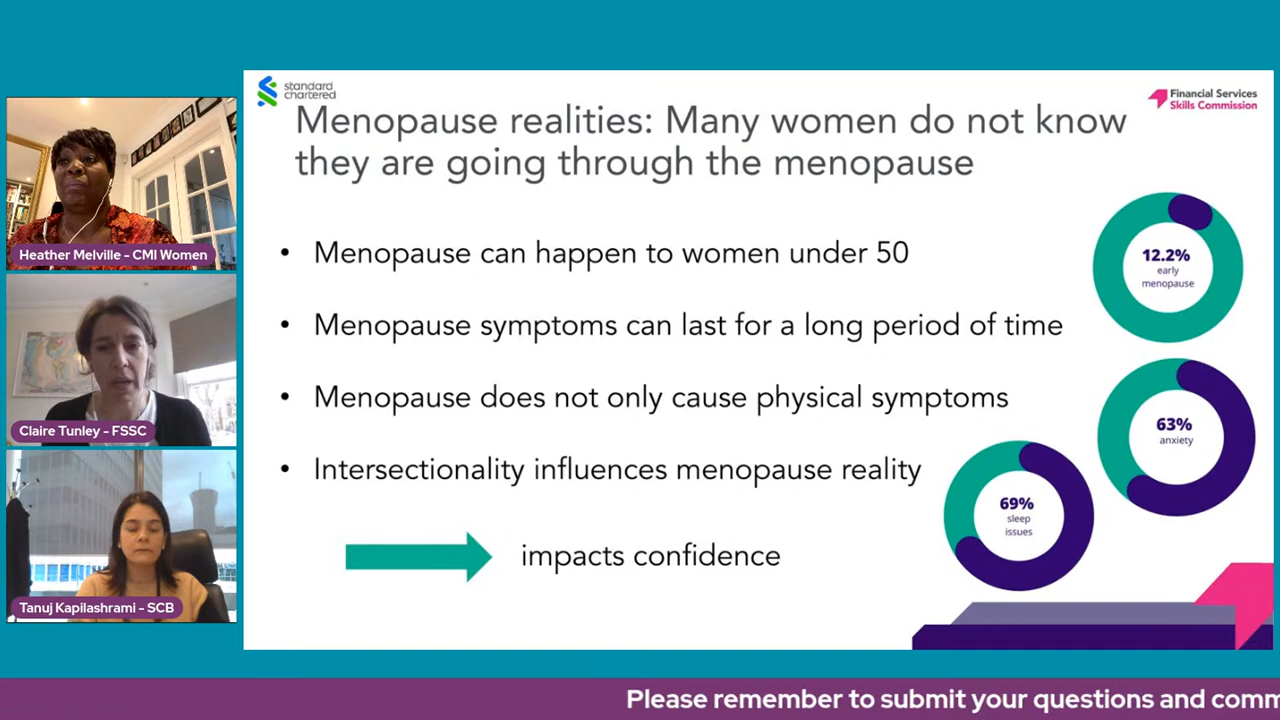 standard
chartered
Financial Services
Skills Commission
Menopause realities: Many women do not know
they are going through the menopause
• Menopause can happen to women under 50
• Menopause symptoms can last for a long period of time
• Menopause does not only cause physical symptoms
• Intersectionality influences menopause reality
impacts confidence
12.2%
early
menopause
63%
anxiety
69%
sleep
issues
Heather Melville - CMI Women
Claire Tunley - FSSC
Tanuj Kapilashrami - SCB
Please remember to submit your questions and comm